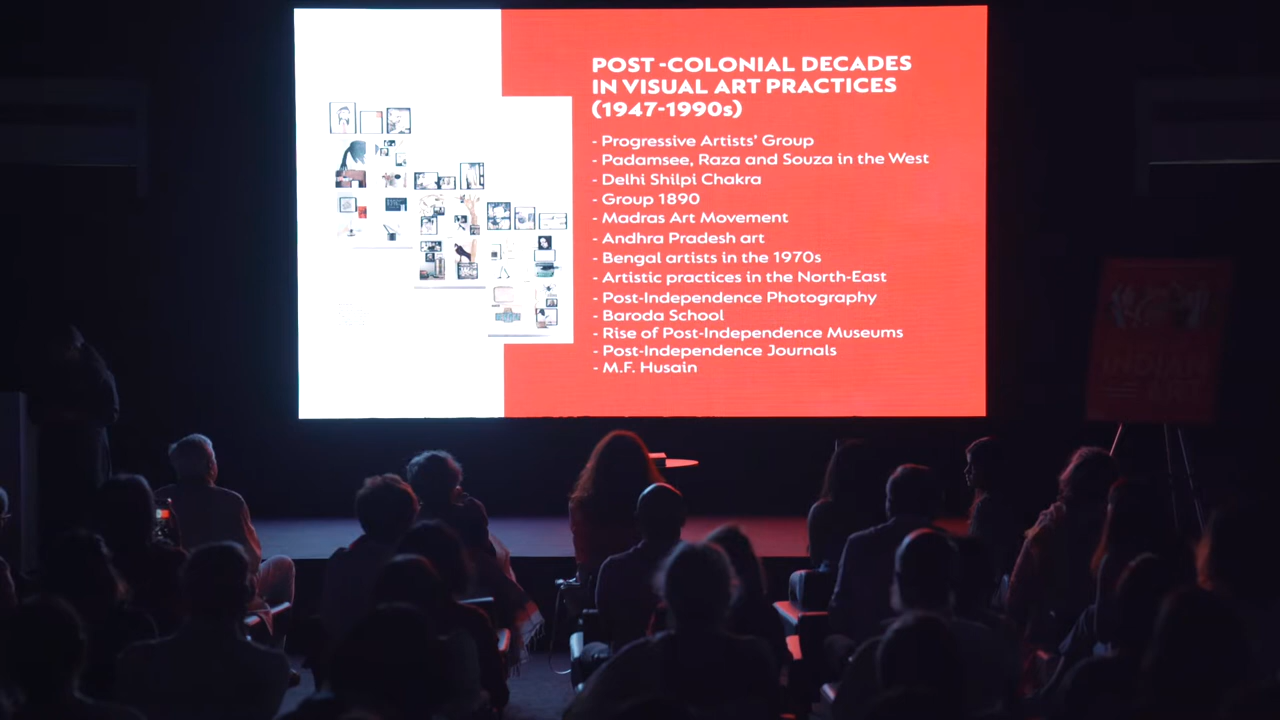 POST -COLONIAL DECADES
IN VISUAL ART PRACTICES
(1947-1990s)
- Progressive Artists' Group
- Padamsee, Raza and Souza in the West
- Delhi Shilpi Chakra
- Group 1890
- Madras Art Movement
- Andhra Pradesh art
- Bengal artists in the 1970s
- Artistic practices in the North-East
- Post-Independence Photography
- Baroda School
- Rise of Post-Independence Museums
- Post-Independence Journals
- M.F. Husain
INDIAN
ART